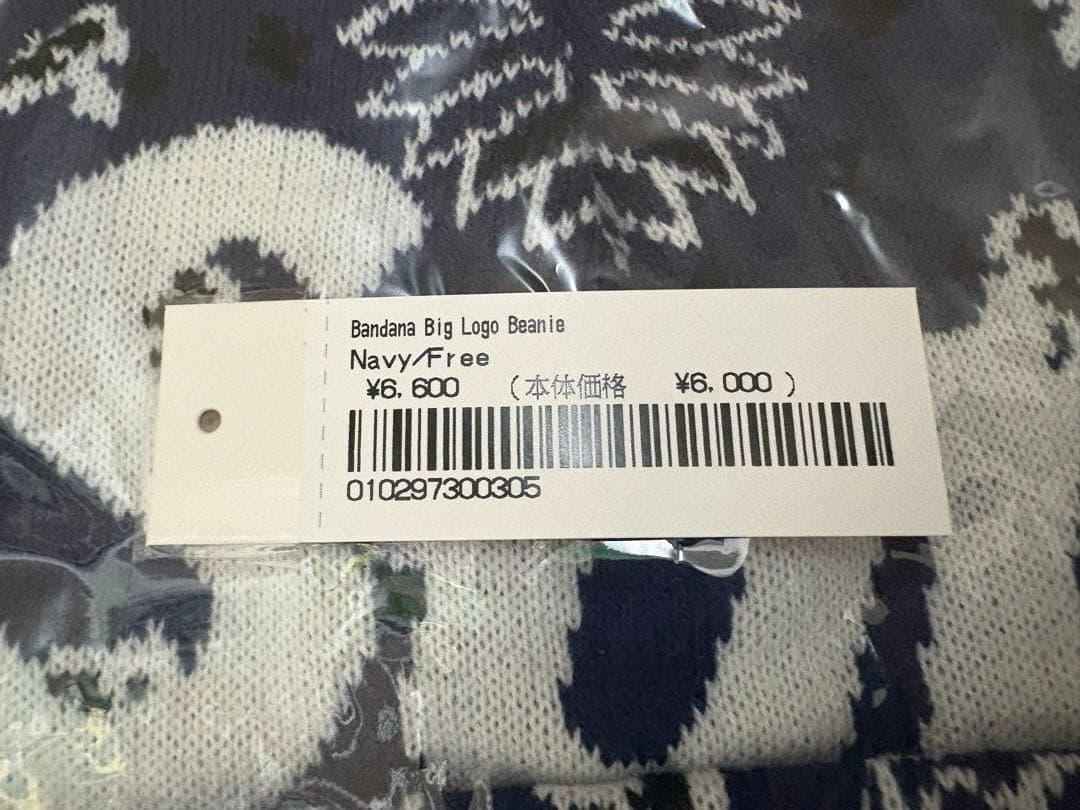 Bandana Big Logo Beanie
Navy/Free
¥6,600 (本体価格 ¥6,000)
010297300305